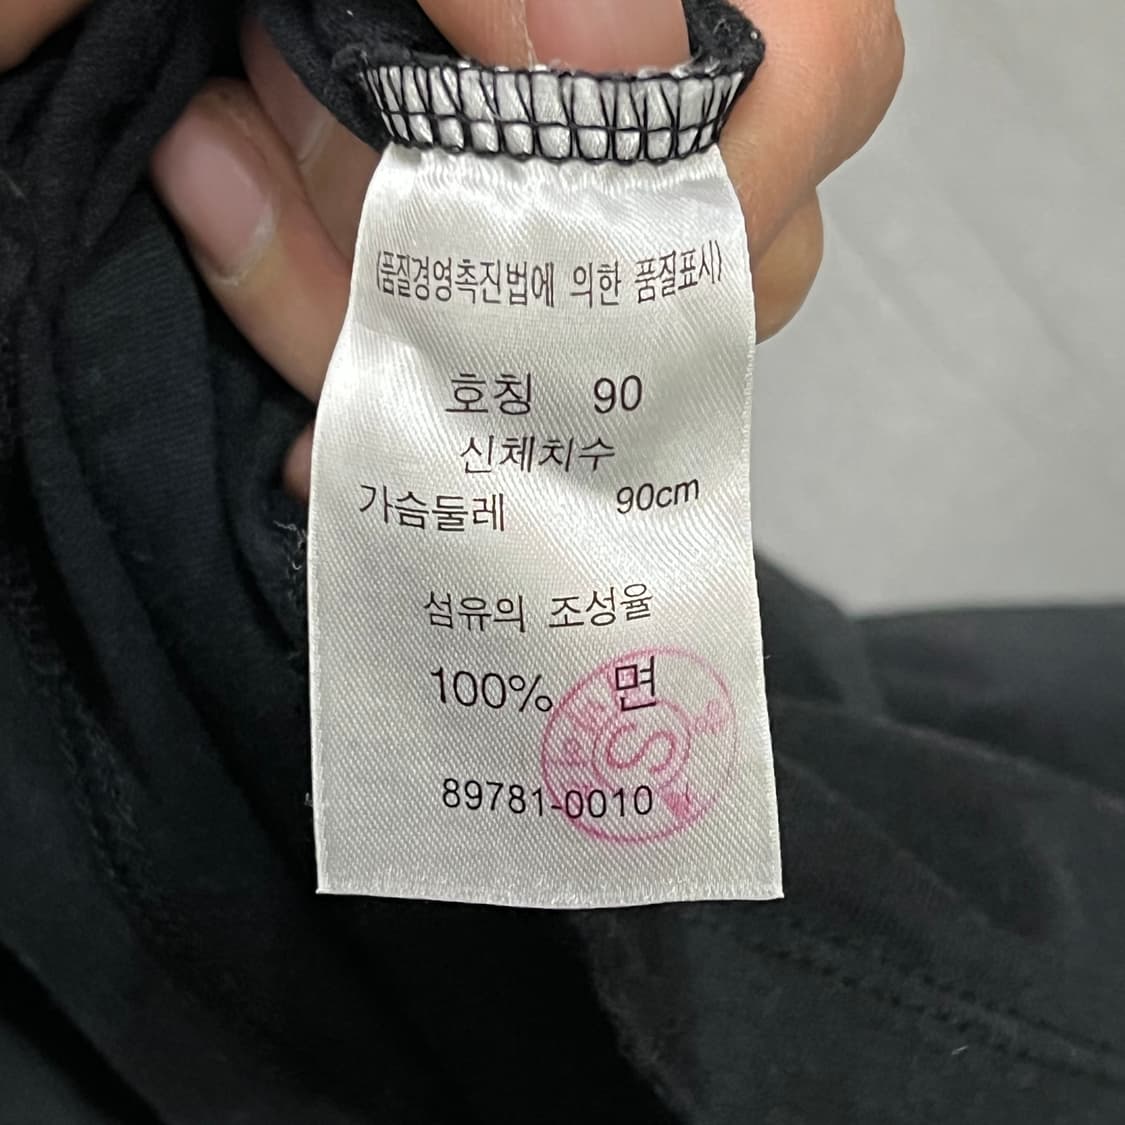 (품질경영촉진법에 의한 품질표시)
호칭 90
신체치수
가슴둘레 90cm
섬유의 조성율
100% 면
89781-0010
S